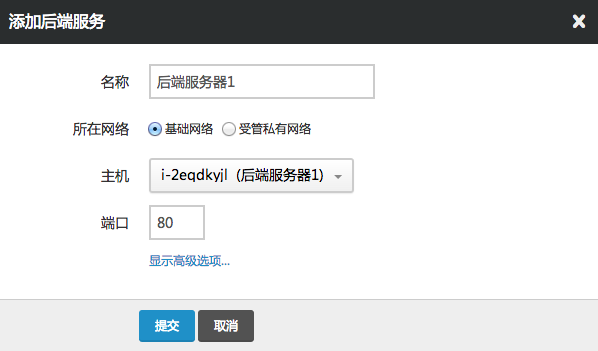 添加后端服务
名称 后端服务器1
所在网络 基础网络 受管私有网络
主机 i-2eqdkyjl (后端服务器1)
端口 80
显示高级选项...
提交 取消